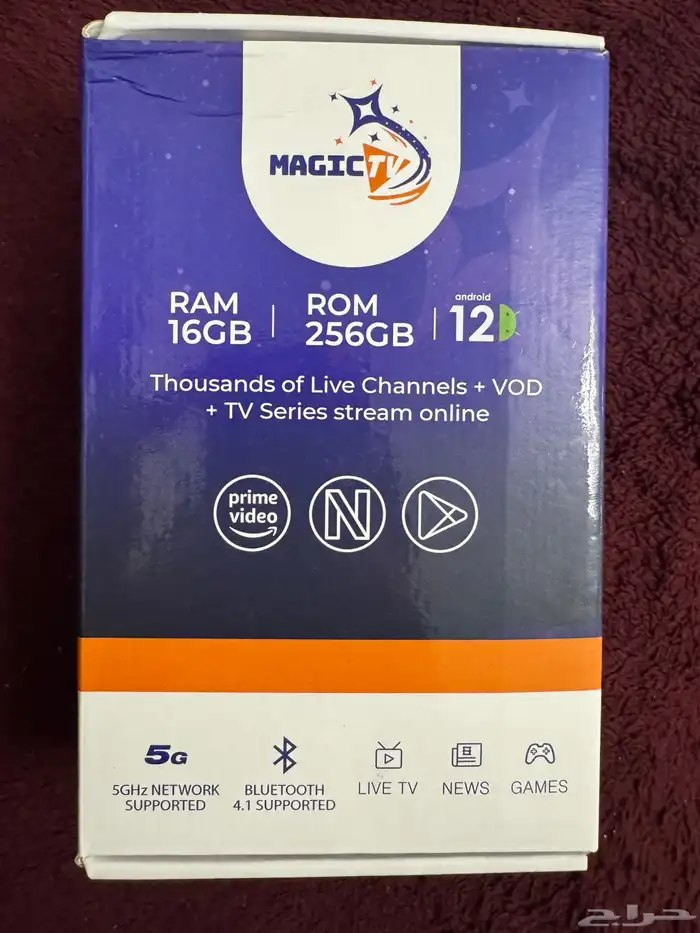 MAGIC TV
RAM
16GB
ROM
256GB
android
12
Thousands of Live Channels + VOD
+ TV Series stream online
prime
video
N
5G
5GHz NETWORK
SUPPORTED
BLUETOOTH
4.1 SUPPORTED
LIVE TV
NEWS
GAMES
حراج